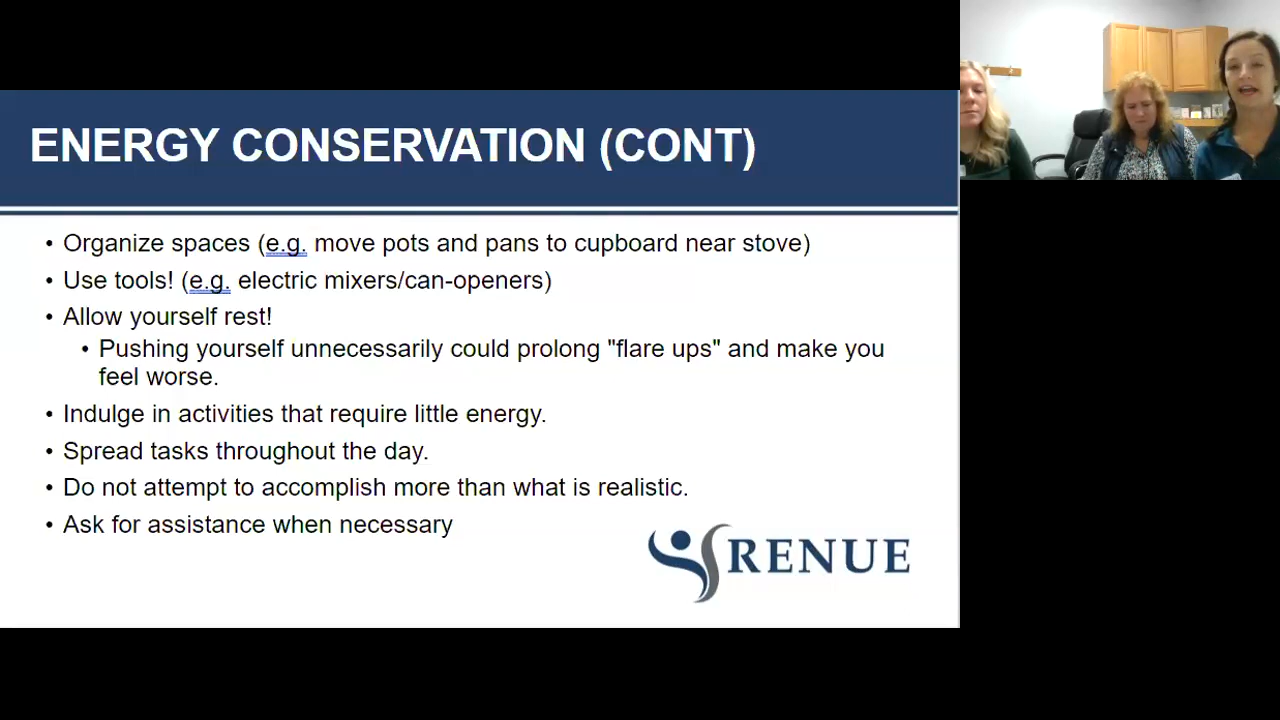 ENERGY CONSERVATION (CONT)
• Organize spaces (e.g. move pots and pans to cupboard near stove)
• Use tools! (e.g. electric mixers/can-openers)
• Allow yourself rest!
• Pushing yourself unnecessarily could prolong "flare ups" and make you
feel worse.
• Indulge in activities that require little energy.
• Spread tasks throughout the day.
• Do not attempt to accomplish more than what is realistic.
• Ask for assistance when necessary
RENUE